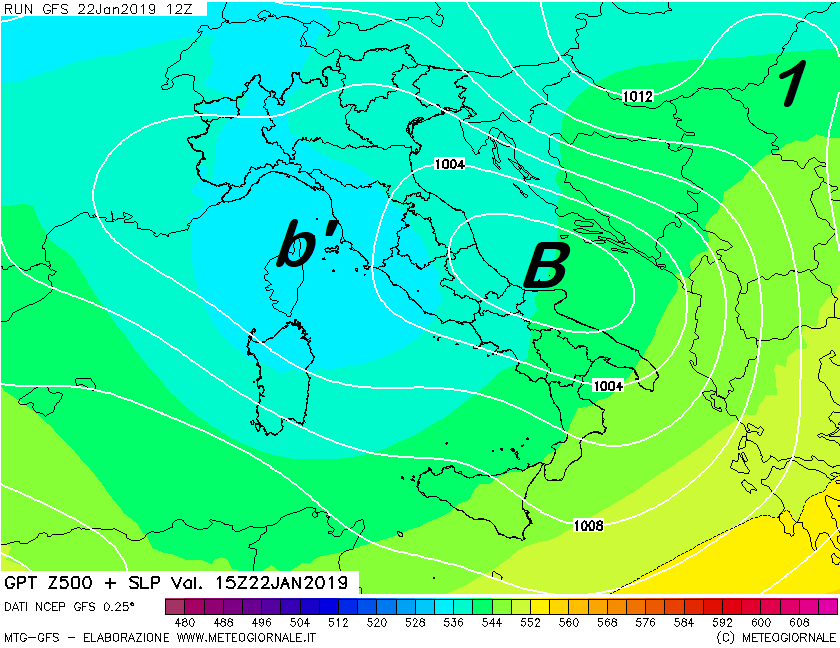 RUN GFS 22Jan2019 12Z
1
1012
1004
b'
B
1004
1008
GPT Z500 + SLP Val. 15Z22JAN2019
DATI NCEP GFS 0.25°
480 488 496 504 512 520 528 536 544 552 560 568 576 584 592 600 608
MTG-GFS - ELABORAZIONE WWW.METEOGIORNALE.IT
(C) METEOGIORNALE